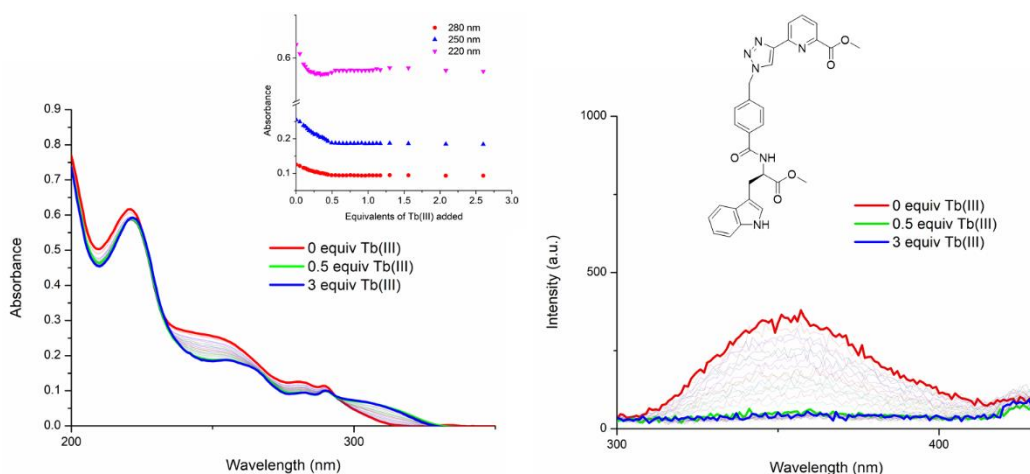 280 nm
250 nm
220 nm
0.6
0.2
0.1
Absorbance
0.0 0.5 1.0 1.5 2.0 2.5 3.0
Equivalents of Tb(III) added
0.9
0.8
0.7
0.6
0.5
0.4
0.3
0.2
0.1
0.0
Absorbance
0 equiv Tb(III)
0.5 equiv Tb(III)
3 equiv Tb(III)
200 300
Wavelength (nm)
N
N
N
N
O
O
O
N
H
O
O
NH
1000
500
0
Intensity (a.u.)
0 equiv Tb(III)
0.5 equiv Tb(III)
3 equiv Tb(III)
300 400
Wavelength (nm)